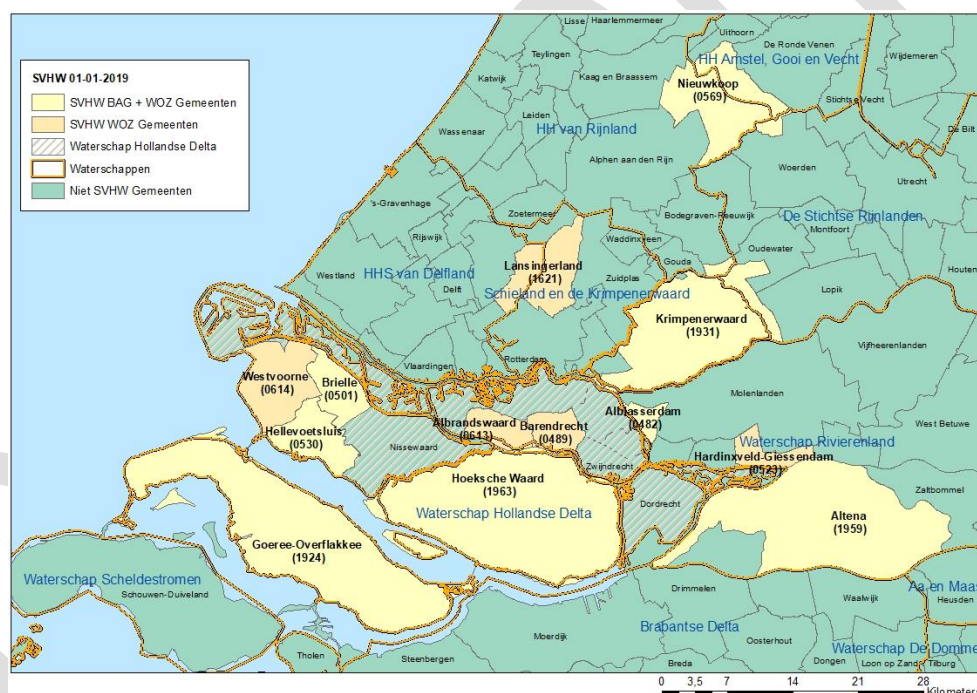 SVHW 01-01-2019
SVHW BAG + WOZ Gemeenten
SVHW WOZ Gemeenten
Waterschap Hollandse Delta
Waterschappen
Niet SVHW Gemeenten
Lisse
Haarlemmermeer
Uithoorn
De Ronde Venen
Wijdemeren
Teylingen
HH Amstel, Gooi en Vecht
Katwijk
Kaag en Braassem
Nieuwkoop
(0569)
Stichtse Vecht
Leiden
HH van Rijnland
De Bilt
Wassenaar
Alphen aan den Rijn
Woerden
Utrecht
's-Gravenhage
Zoetermeer
Bodegraven-Reeuwijk
De Stichtse Rijnlanden
Montfoort
Rijswijk
Waddinxveen
Oudewater
Houten
Westland
HHS van Delfland
Delft
Lansingerland
(1621)
Gouda
Zuidplas
Schieland en de Krimpenerwaard
Lopik
Krimpenerwaard
(1931)
Vijfheerenlanden
Rotterdam
Vlaardingen
Westvoorne
(0614)
Brielle
(0501)
Molenlanden
Hellevoetsluis
(0530)
Nissewaard
Albrandswaard
(0613)
Barendrecht
(0489)
Alblasserdam
(0482)
West Betuwe
Waterschap Rivierenland
Hardinxveld-Giessendam
(0523)
Zwijndrecht
Hoeksche Waard
(1963)
Waterschap Hollandse Delta
Dordrecht
Zaltbommel
Altena
(1959)
Goeree-Overflakkee
(1924)
Waterschap Scheldestromen
Schouwen-Duiveland
Drimmelen
Waalwijk
Aa en Maas
Heusden
Moerdijk
Brabantse Delta
Oosterhout
Waterschap De Domme
Tholen
Steenbergen
Breda
Dongen
Loon op Zand
Tilburg
0 3,5 7 14 21 28
Kilometers